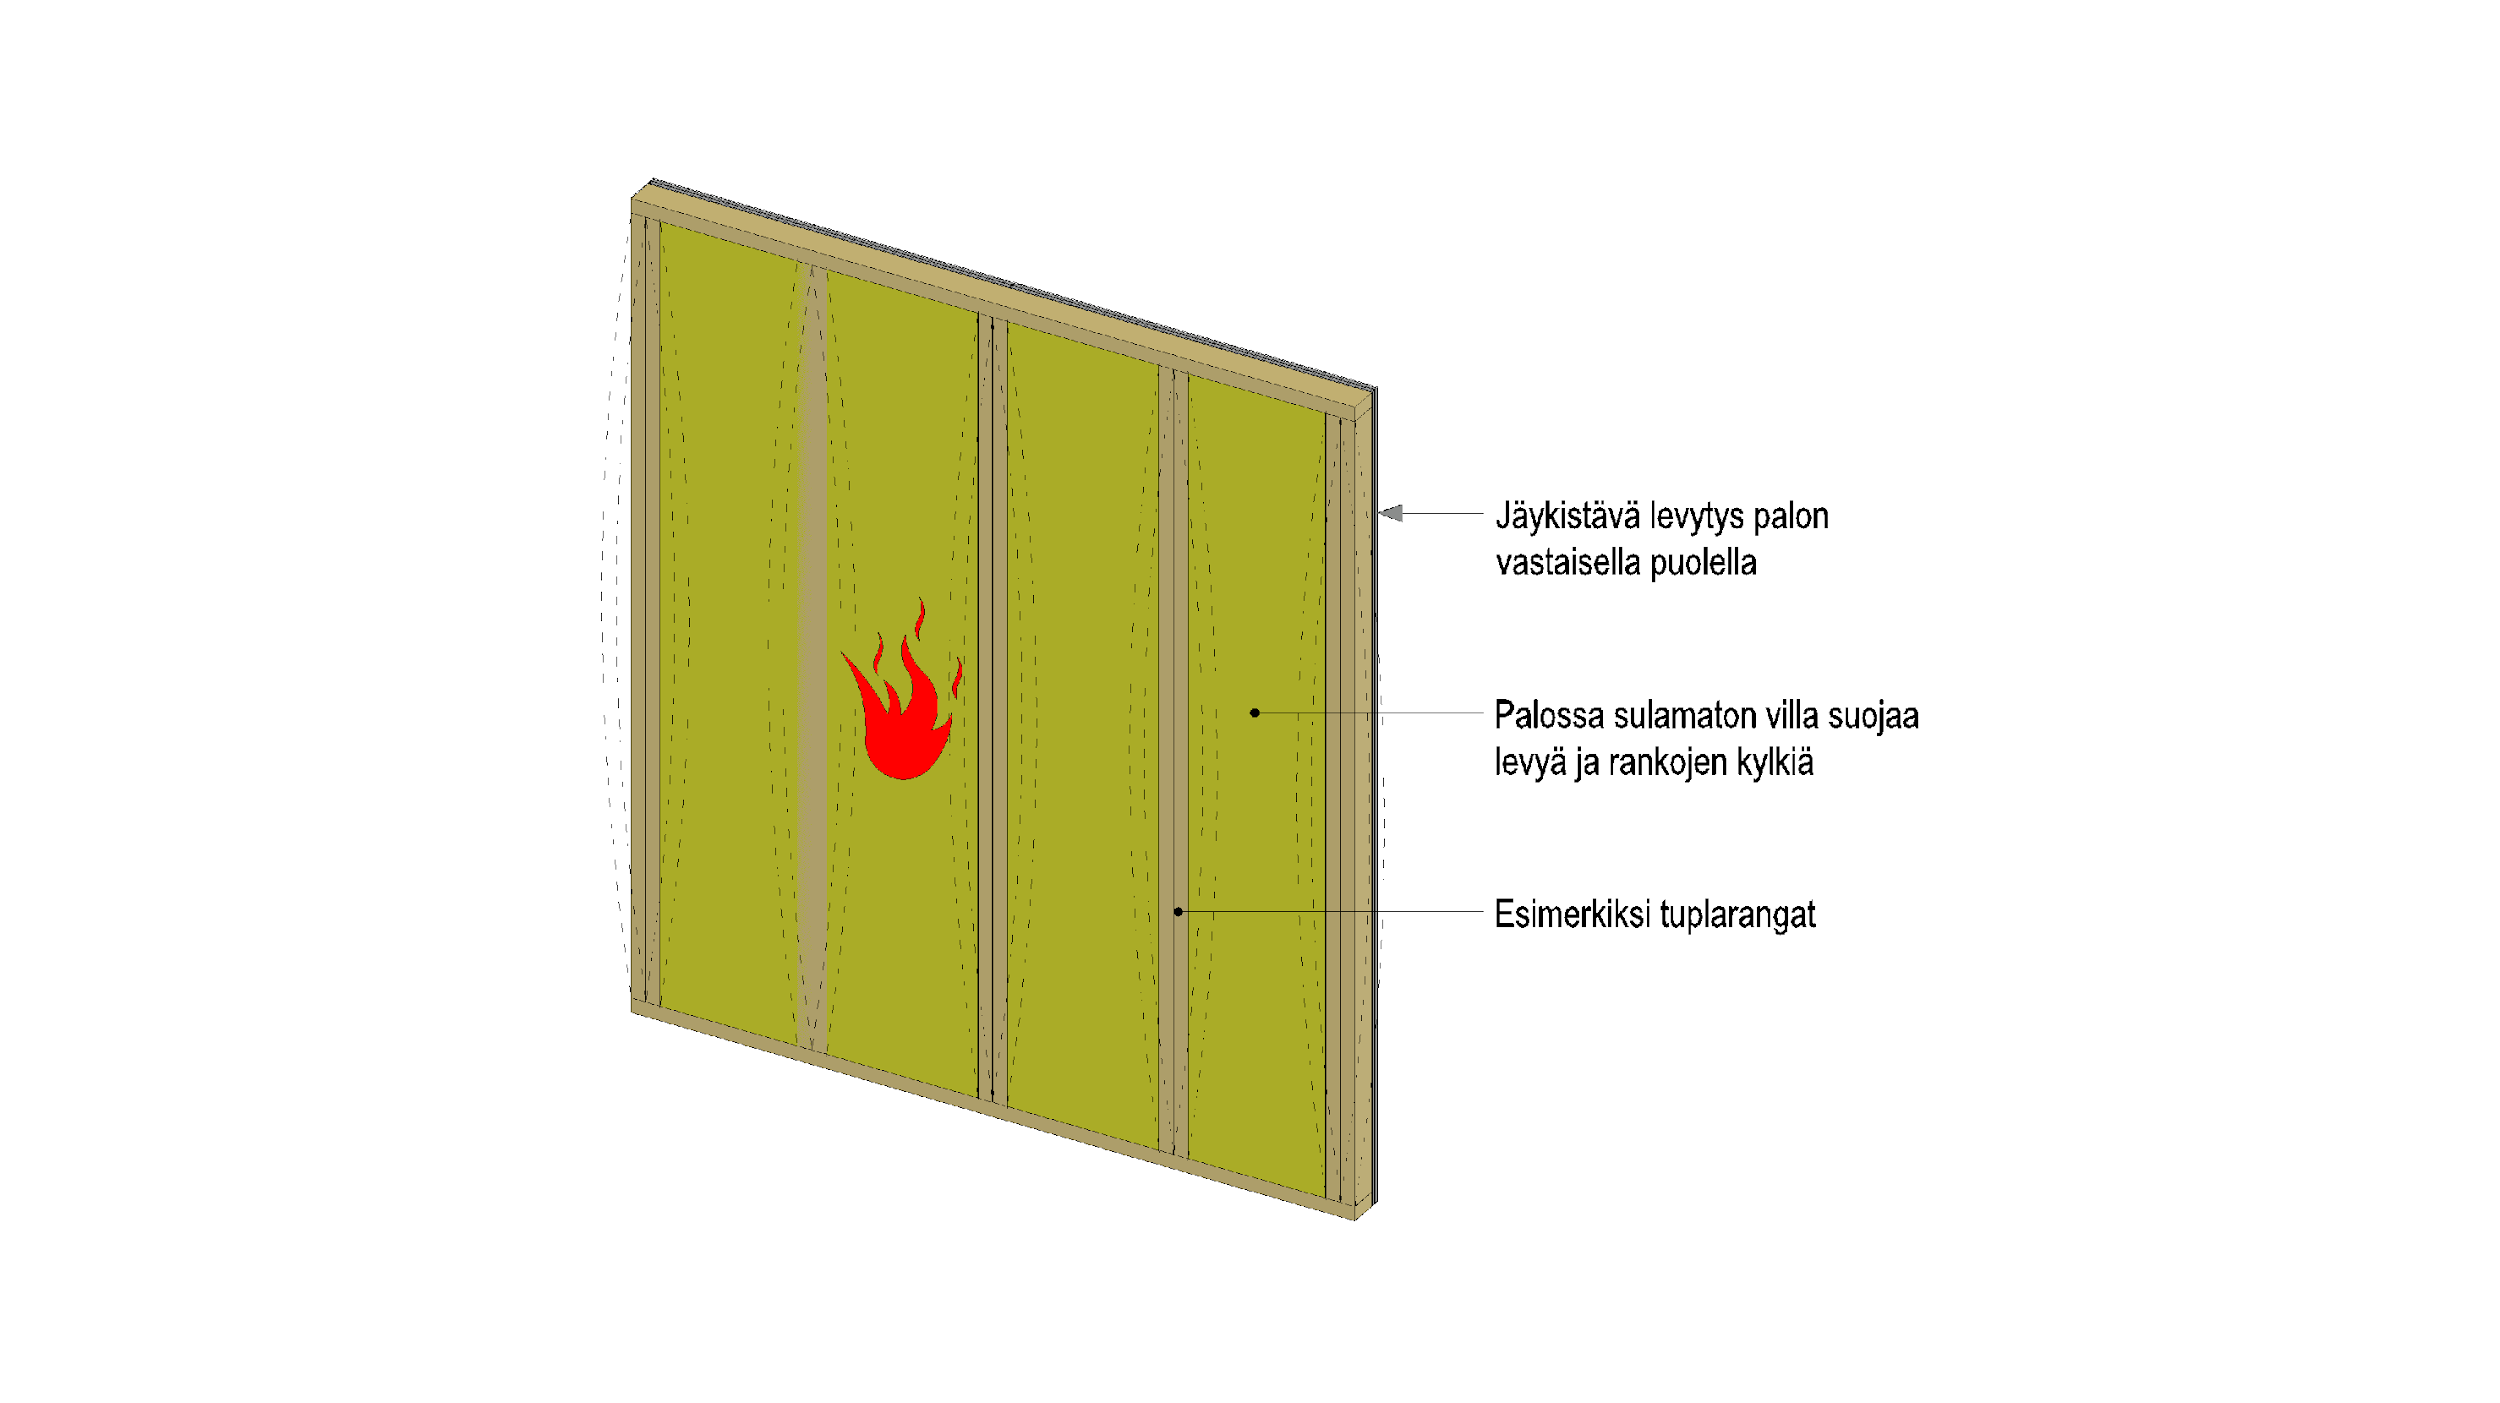 Jäykistävä levytys palon
vastaisella puolella
Palossa sulamaton villa suojaa
levyä ja rankojen kylkiä
Esimerkiksi tuplarangat